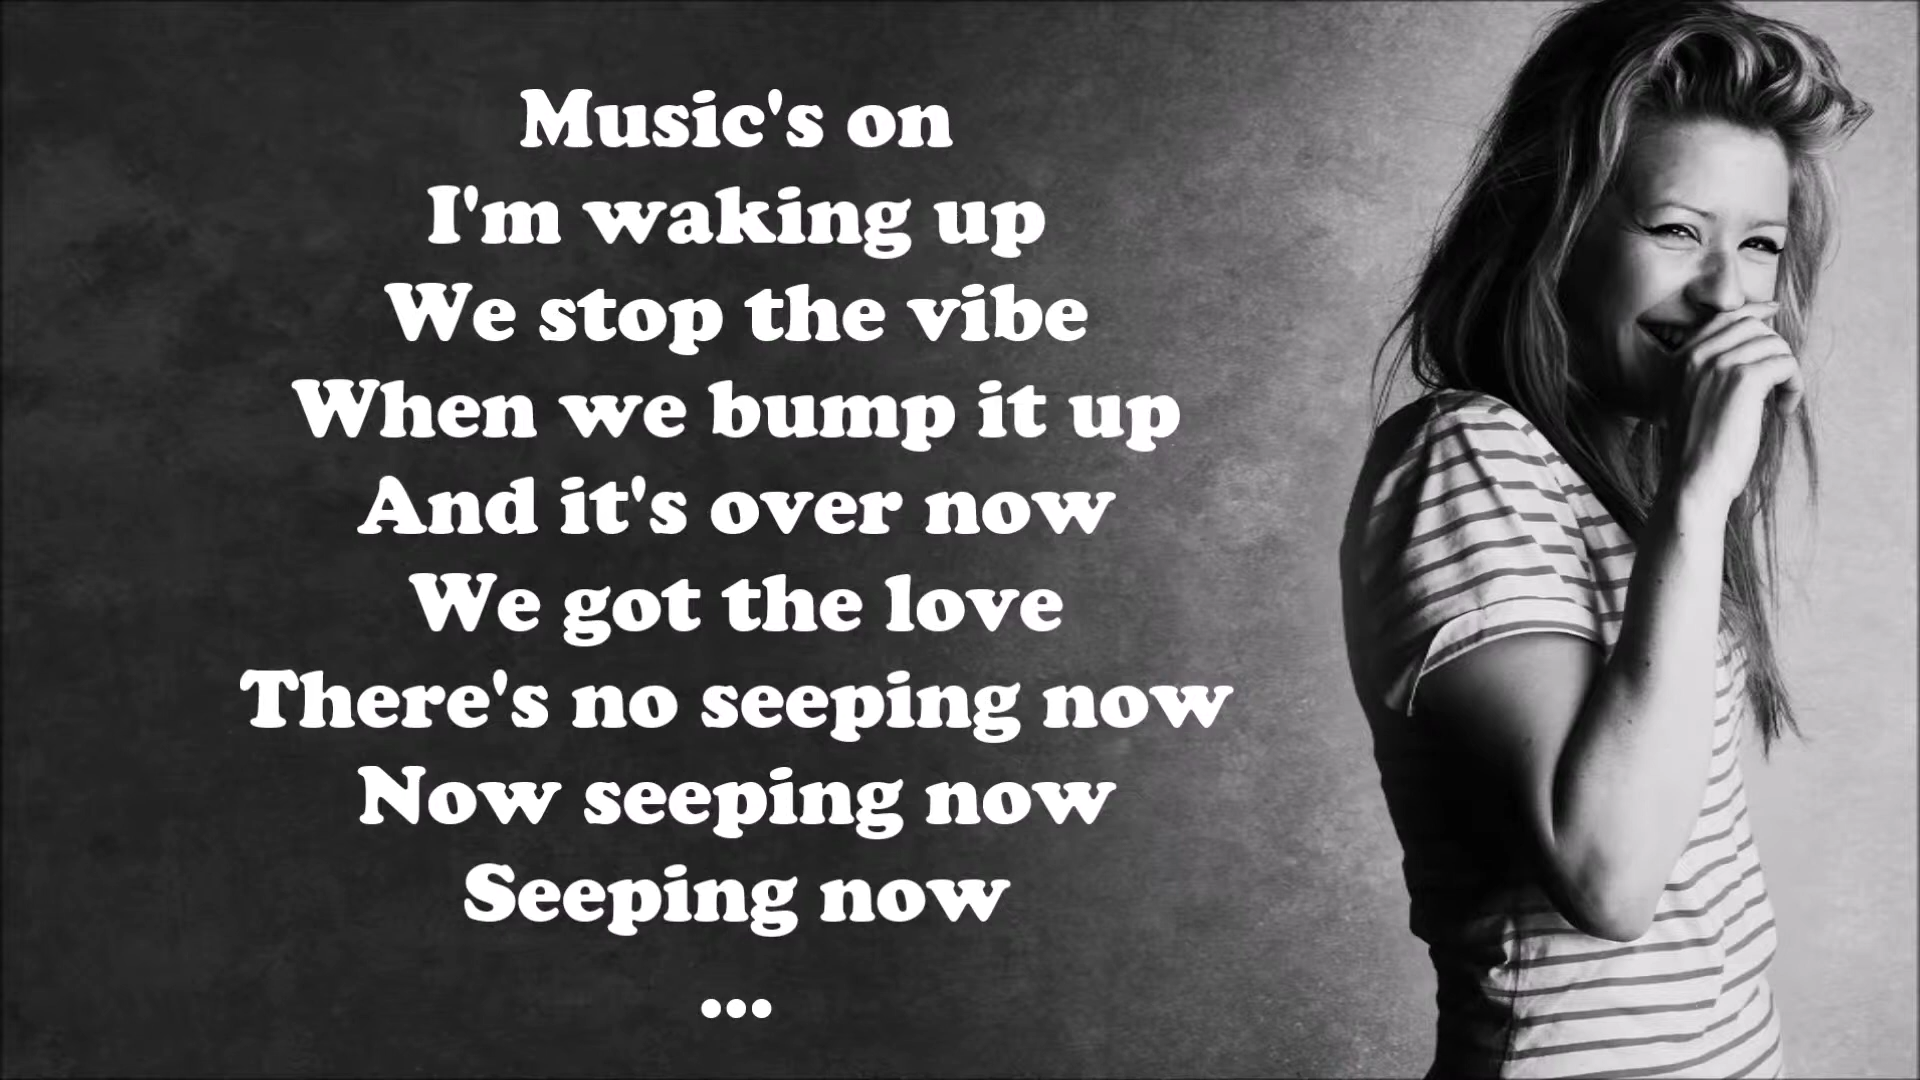 Music's on
I'm waking up
We stop the vibe
When we bump it up
And it's over now
We got the love
There's no seeping now
Now seeping now
Seeping now
...